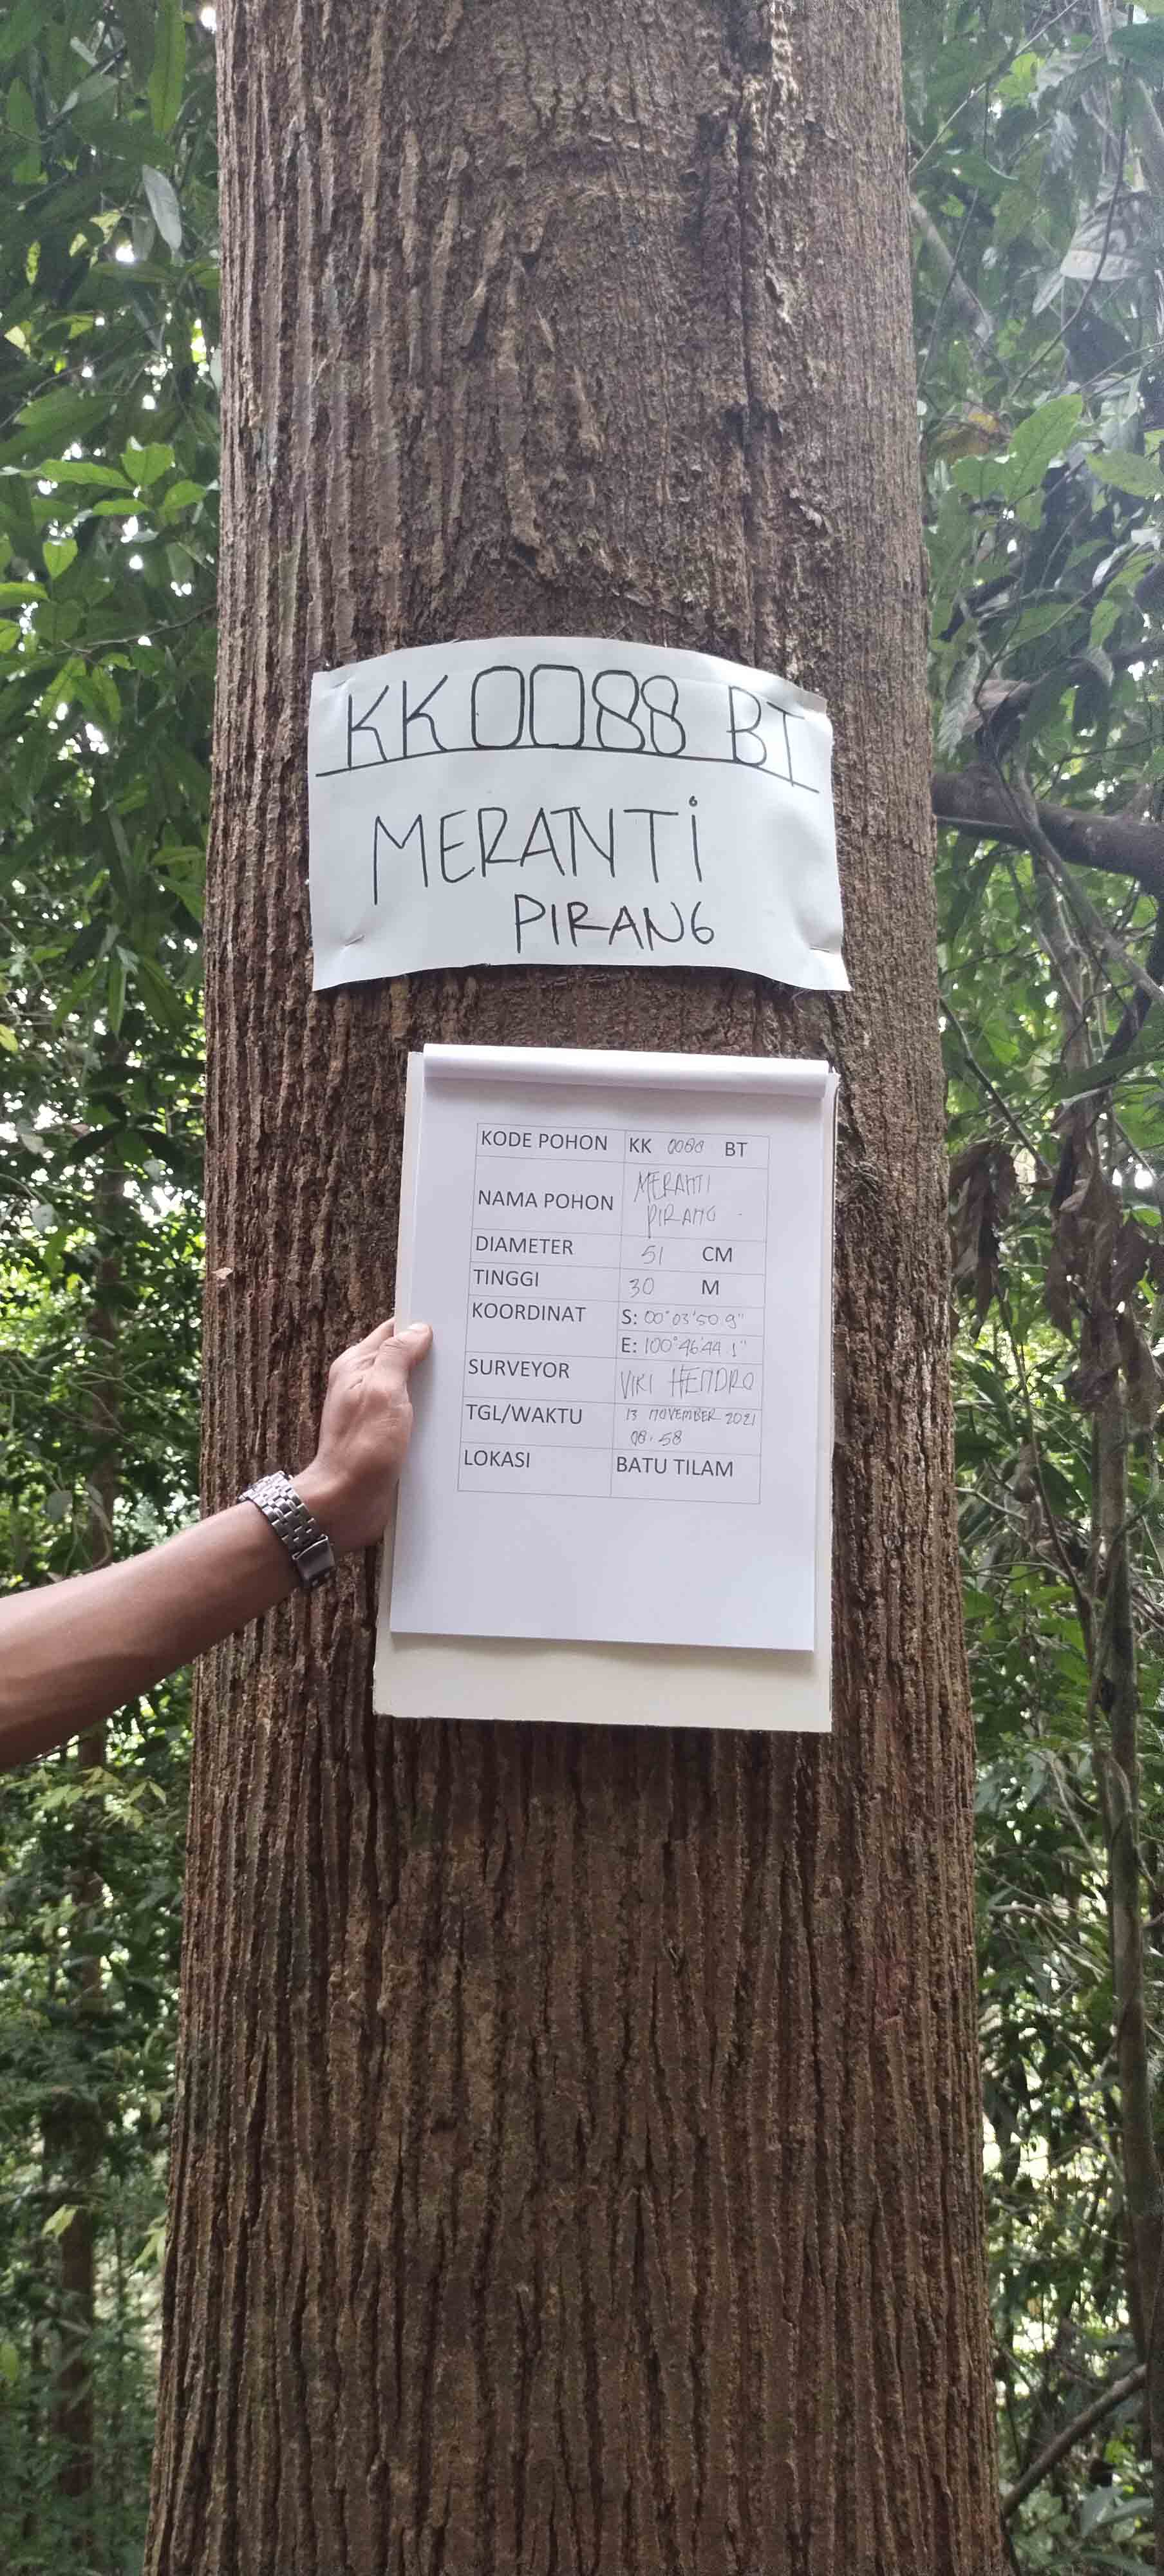 KK 0088 BT
MERANTi
PIRANG
KODE POHON KK 0088 BT
NAMA POHON MERANTI
PIRANG
DIAMETER 51 CM
TINGGI 30 M
KOORDINAT S: 00°03'50.9"
E: 100°46'44.1"
SURVEYOR VIKI HENDRO
TGL/WAKTU 13 NOVEMBER 2021
08.58
LOKASI BATU TILAM